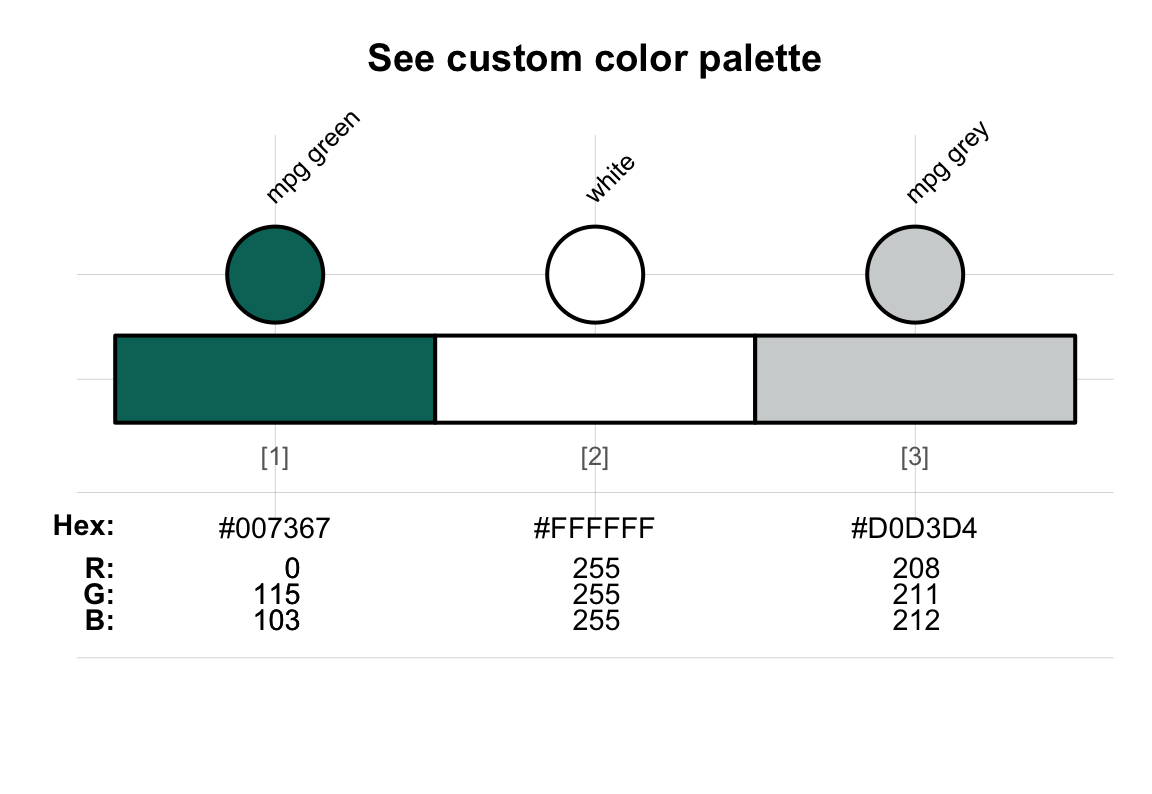 See custom color palette
mpg green white mpg grey
[1] [2] [3]
Hex: #007367 #FFFFFF #D0D3D4
R: 0 255 208
G: 115 255 211
B: 103 255 212